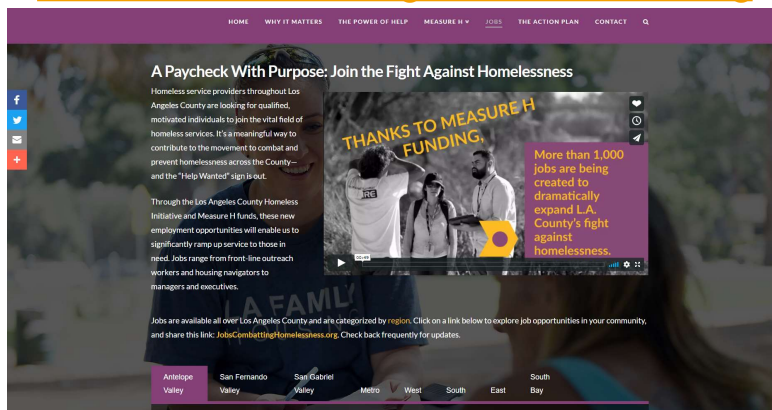 HOME WHY IT MATTERS THE POWER OF HELP MEASURE H ▾ JOBS THE ACTION PLAN CONTACT
A Paycheck With Purpose: Join the Fight Against Homelessness
Homeless service providers throughout Los
Angeles County are looking for qualified,
motivated individuals to join the vital field of
homeless services. It's a meaningful way to
contribute to the movement to combat and
prevent homelessness across the County—
and the "Help Wanted" sign is out.
Through the Los Angeles County Homeless
Initiative and Measure H funds, these new
employment opportunities will enable us to
significantly ramp up service to those in
need. Jobs range from front-line outreach
workers and housing navigators to
managers and executives.
THANKS TO MEASURE H
FUNDING,
More than 1,000
jobs are being
created to
dramatically
expand L.A.
County's fight
against
homelessness.
00:49
LA FAMIL
Jobs are available all over Los Angeles County and are categorized by region. Click on a link below to explore job opportunities in your community,
and share this link: JobsCombattingHomelessness.org. Check back frequently for updates.
Antelope
Valley
San Fernando
Valley
San Gabriel
Valley
Metro
West
South
East
South
Bay